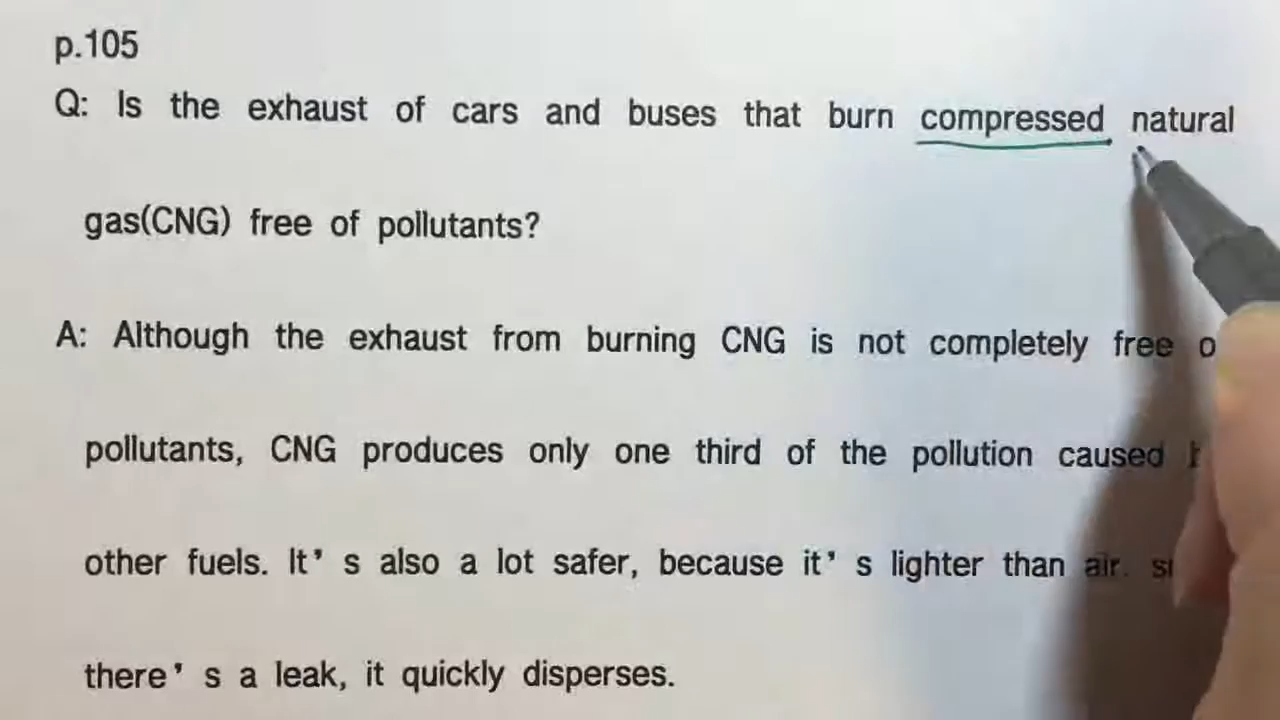 p.105
Q: Is the exhaust of cars and buses that burn compressed natural
gas(CNG) free of pollutants?
A: Although the exhaust from burning CNG is not completely free
pollutants, CNG produces only one third of the pollution caused
other fuels. It's also a lot safer, because it's lighter than air.
there's a leak, it quickly disperses.